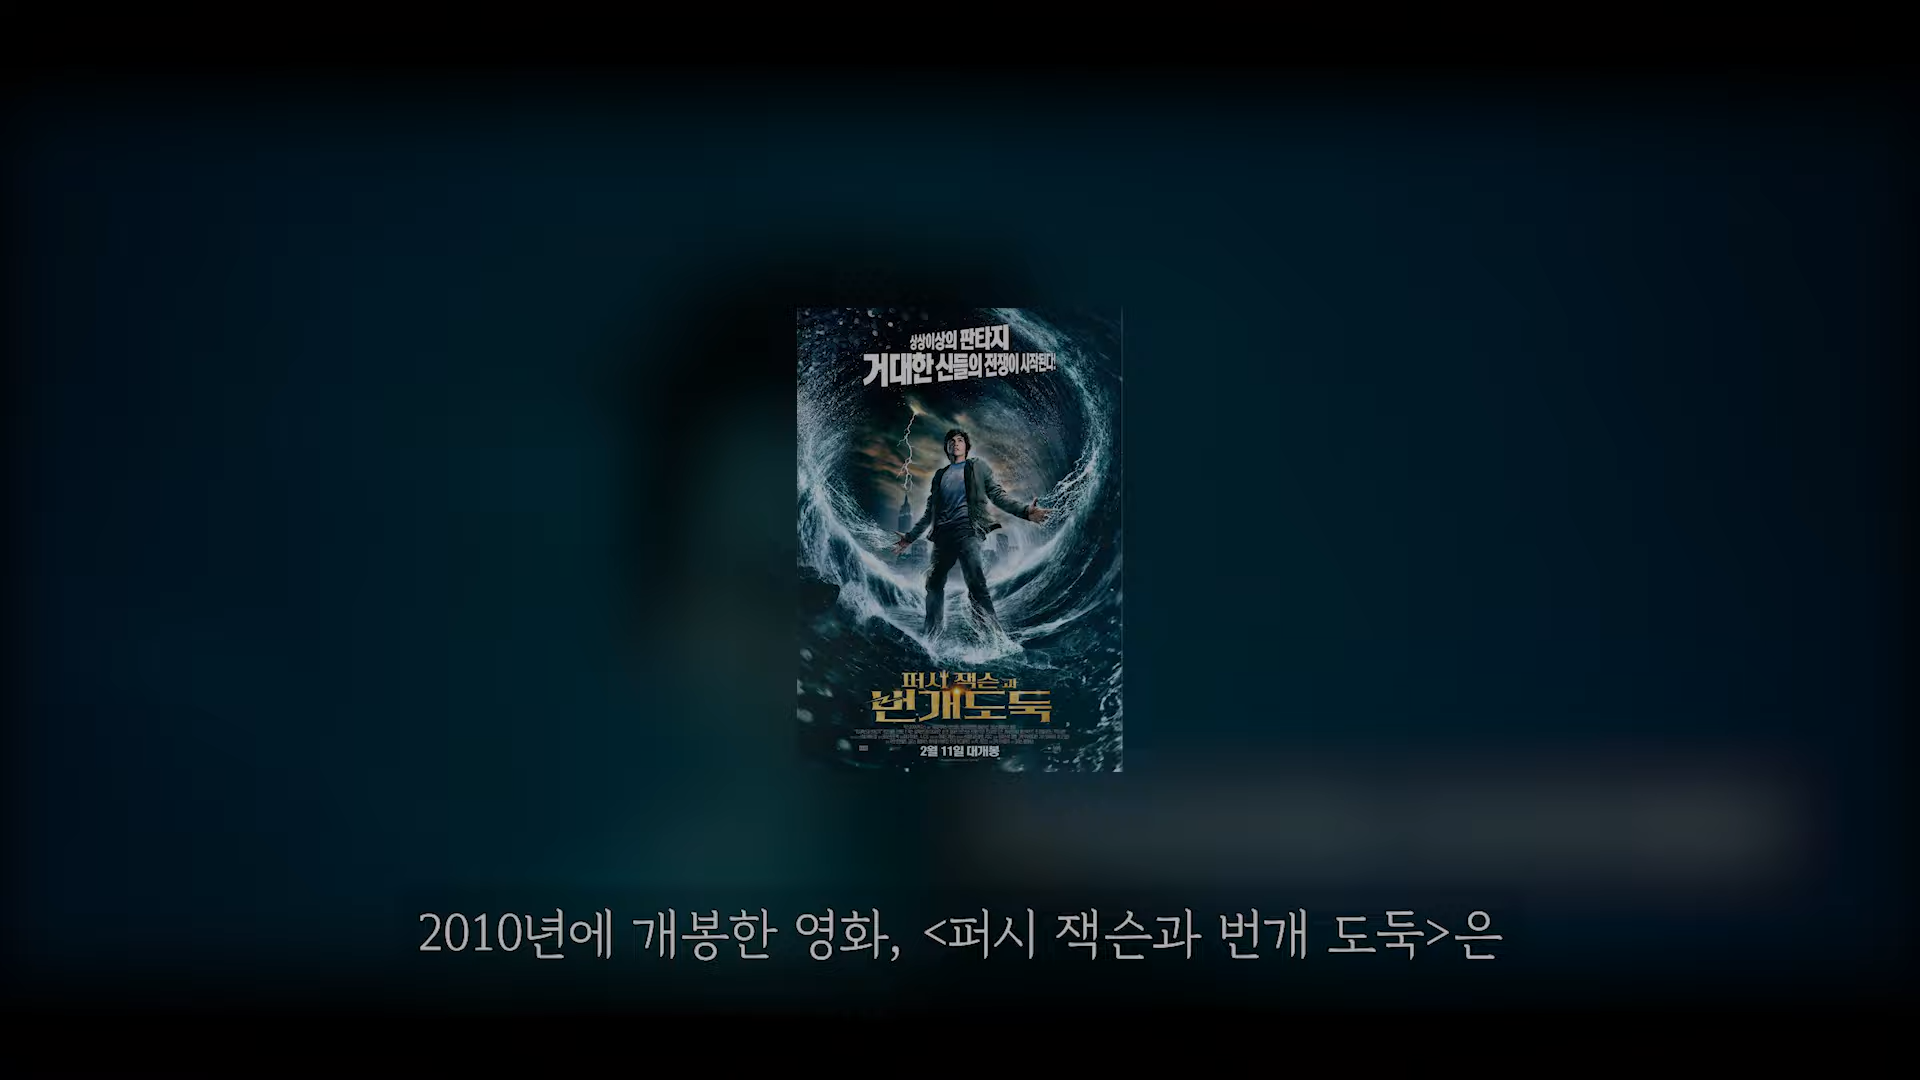 상상이상의 판타지
거대한 신들의 전쟁이 시작된다!
퍼시 잭슨과
번개도둑
2월 11일 대개봉
2010년에 개봉한 영화, <퍼시 잭슨과 번개 도둑>은